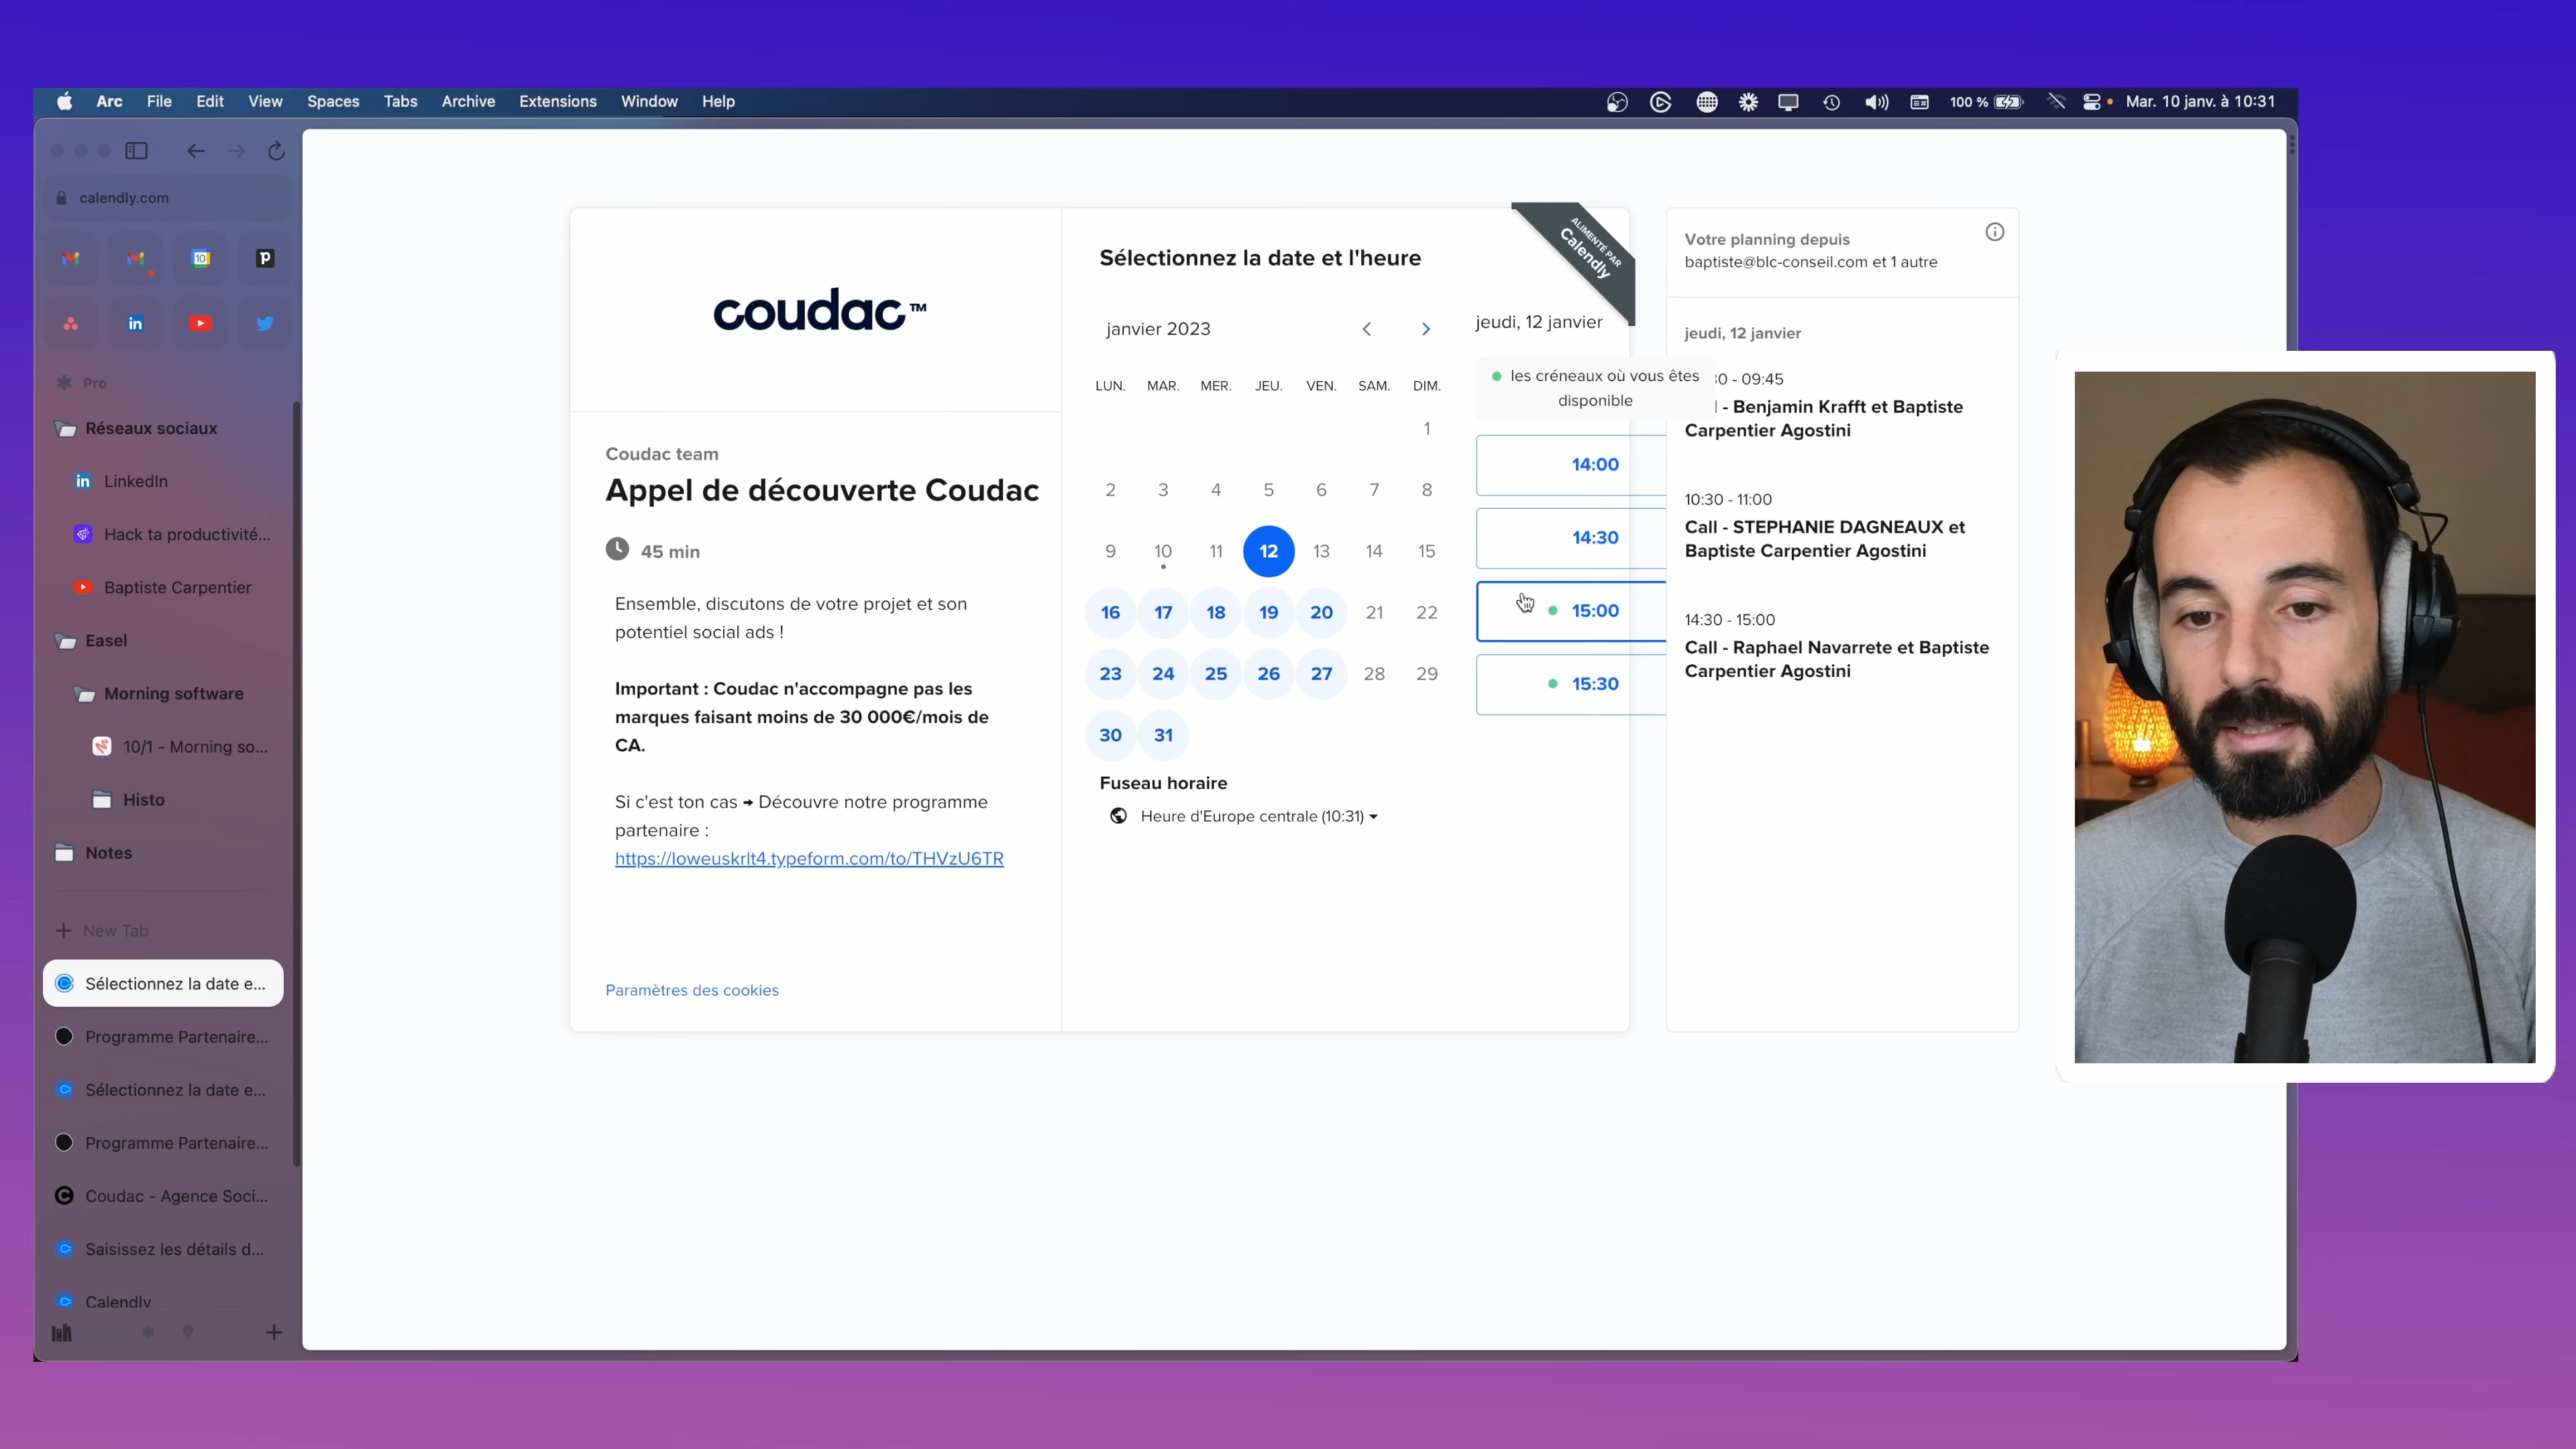 Arc File Edit View Spaces Tabs Archive Extensions Window Help
100 % Mar. 10 janv. à 10:31
calendly.com
10
Pro
Réseaux sociaux
LinkedIn
Hack ta productivité...
Baptiste Carpentier
Easel
Morning software
10/1 - Morning so...
Histo
Notes
New Tab
Sélectionnez la date e...
Programme Partenaire...
Sélectionnez la date e...
Programme Partenaire...
Coudac - Agence Soci...
Saisissez les détails d...
Calendly
coudac™
Coudac team
Appel de découverte Coudac
45 min
Ensemble, discutons de votre projet et son
potentiel social ads !
Important : Coudac n'accompagne pas les
marques faisant moins de 30 000€/mois de
CA.
Si c'est ton cas → Découvre notre programme
partenaire :
https://loweuskrlt4.typeform.com/to/THVzU6TR
Paramètres des cookies
Sélectionnez la date et l'heure
ALIMENTÉ PAR
Calendly
janvier 2023
LUN. MAR. MER. JEU. VEN. SAM. DIM.
1
2 3 4 5 6 7 8
9 10 11 12 13 14 15
16 17 18 19 20 21 22
23 24 25 26 27 28 29
30 31
Fuseau horaire
Heure d'Europe centrale (10:31)
jeudi, 12 janvier
les créneaux où vous êtes
disponible
14:00
14:30
15:00
15:30
Votre planning depuis
baptiste@blc-conseil.com et 1 autre
jeudi, 12 janvier
- 09:45
- Benjamin Krafft et Baptiste
Carpentier Agostini
10:30 - 11:00
Call - STEPHANIE DAGNEAUX et
Baptiste Carpentier Agostini
14:30 - 15:00
Call - Raphael Navarrete et Baptiste
Carpentier Agostini